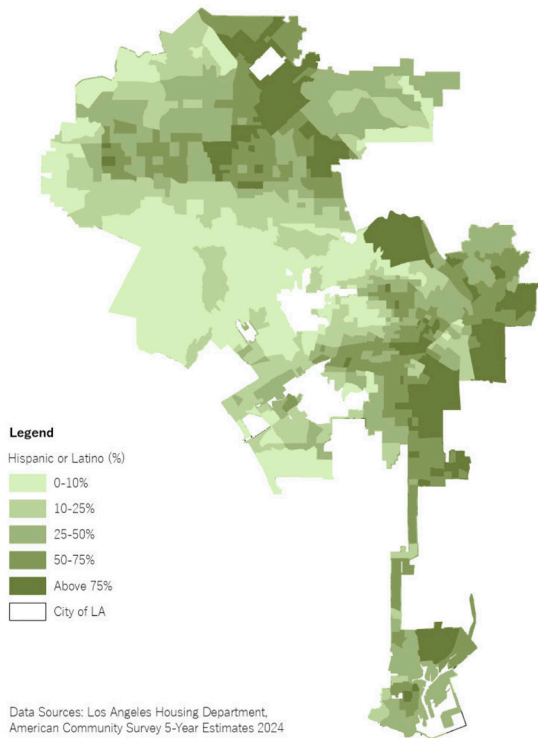 Legend
Hispanic or Latino (%)
0-10%
10-25%
25-50%
50-75%
Above 75%
City of LA
Data Sources: Los Angeles Housing Department,
American Community Survey 5-Year Estimates 2024